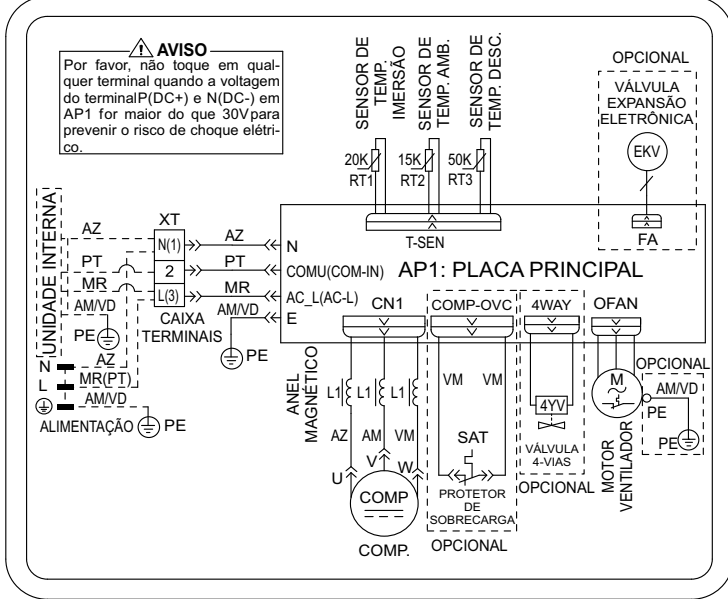 AVISO
Por favor, não toque em qual-
quer terminal quando a voltagem
do terminalP(DC+) e N(DC-) em
AP1 for maior do que 30Vpara
prevenir o risco de choque elétri-
co.
SENSOR DE
TEMP.
IMERSÃO
SENSOR DE
TEMP. AMB.
SENSOR DE
TEMP. DESC.
OPCIONAL
VÁLVULA
EXPANSÃO
ELETRÔNICA
EKV
FA
20K
RT1
15K
RT2
50K
RT3
T-SEN
UNIDADE INTERNA
AZ
PT
MR
AM/VD
PE
XT
N(1)
2
L(3)
CAIXA
TERMINAIS
AZ
PT
MR
AM/VD
PE
N
COMU(COM-IN)
AC_L(AC-L)
E
AP1: PLACA PRINCIPAL
CN1
COMP-OVC
4WAY
OFAN
N
L
AZ
MR(PT)
AM/VD
ALIMENTAÇÃO
PE
ANEL
MAGNÉTICO
L1
L1
L1
AZ
AM
VM
U
V
W
COMP
COMP.
VM
VM
SAT
PROTETOR
DE
SOBRECARGA
OPCIONAL
4YV
VÁLVULA
4-VIAS
OPCIONAL
M
MOTOR
VENTILADOR
OPCIONAL
AM/VD
PE
PE